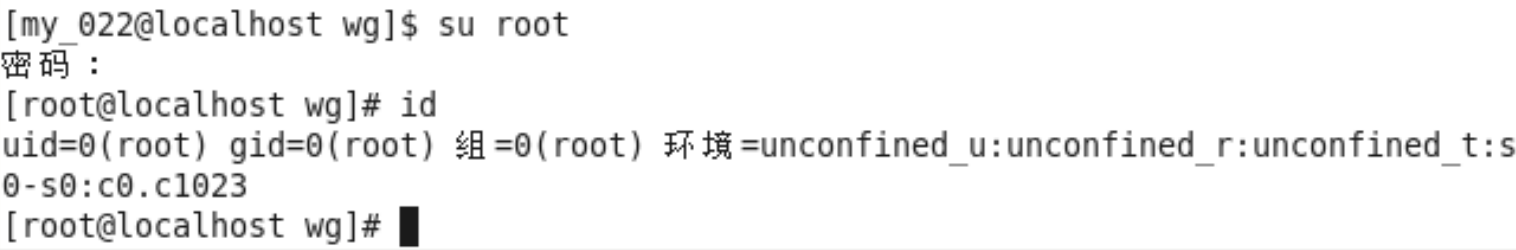 [my_022@localhost wg]$ su root
密码：
[root@localhost wg]# id
uid=0(root) gid=0(root) 组=0(root) 环境=unconfined_u:unconfined_r:unconfined_t:s
0-s0:c0.c1023
[root@localhost wg]#